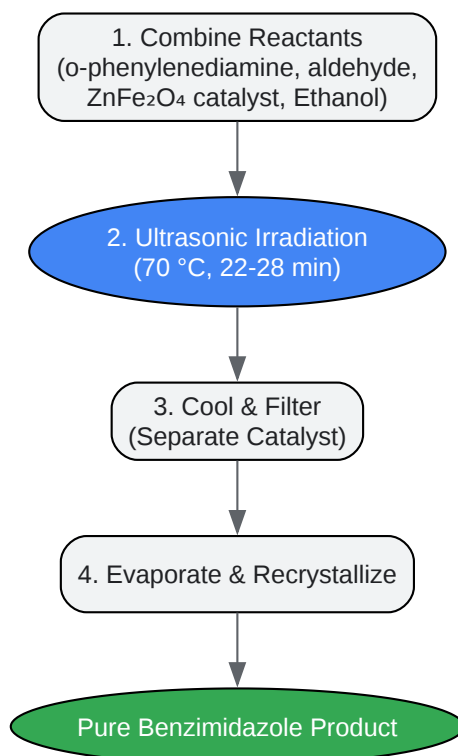 1. Combine Reactants
(o-phenylenediamine, aldehyde,
ZnFe₂O₄ catalyst, Ethanol)
2. Ultrasonic Irradiation
(70 °C, 22-28 min)
3. Cool & Filter
(Separate Catalyst)
4. Evaporate & Recrystallize
Pure Benzimidazole Product